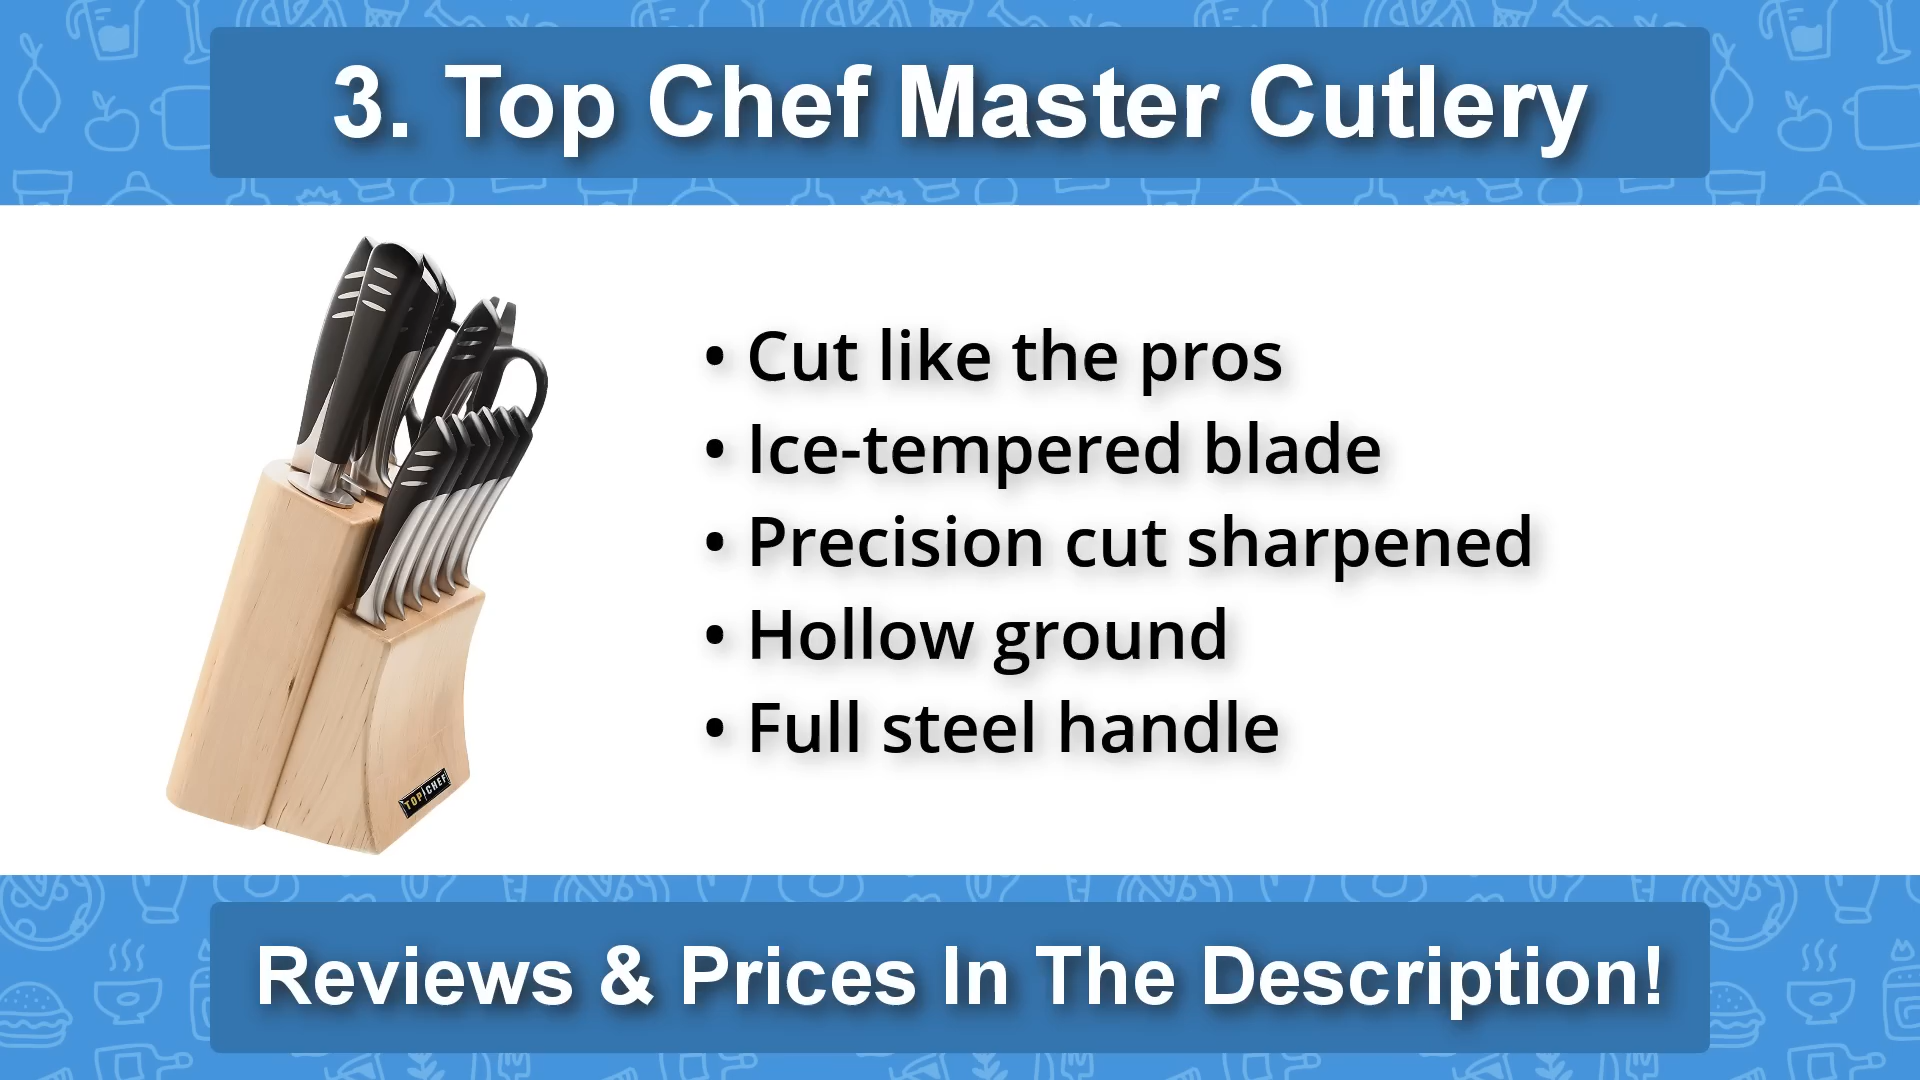 3. Top Chef Master Cutlery
• Cut like the pros
• Ice-tempered blade
• Precision cut sharpened
• Hollow ground
• Full steel handle
TOP CHEF
Reviews & Prices In The Description!